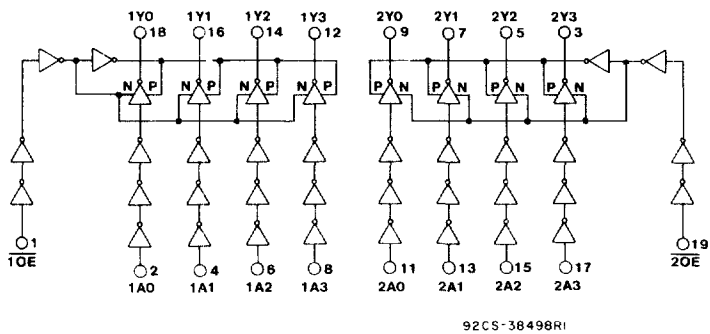 1Y0 1Y1 1Y2 1Y3 2Y0 2Y1 2Y2 2Y3
18 16 14 12 9 7 5 3
N P N P N P N P P N P N P N P N
1 19
1OE 2OE
2 4 6 8 11 13 15 17
1A0 1A1 1A2 1A3 2A0 2A1 2A2 2A3
92CS-38498RI